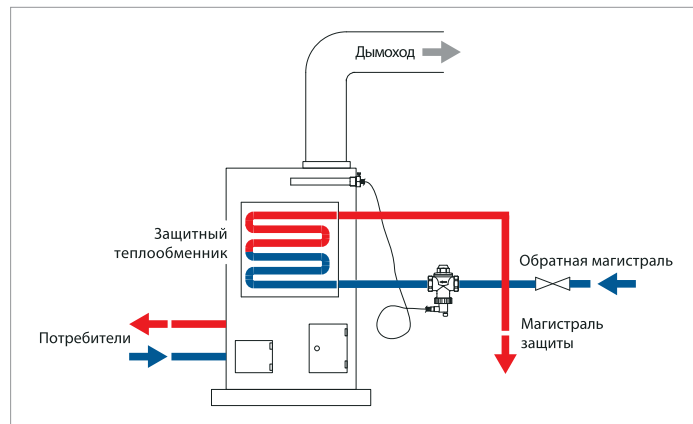 Дымоход
Защитный
теплообменник
Обратная магистраль
Потребители
Магистраль
защиты